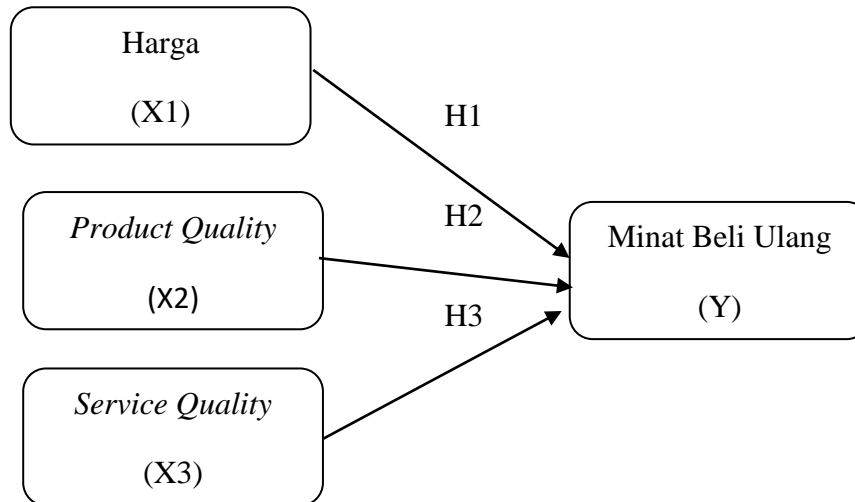 Harga
(X1)
H1
Product Quality
(X2)
H2
Minat Beli Ulang
(Y)
H3
Service Quality
(X3)